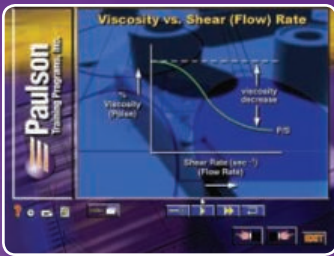 Viscosity vs. Shear (Flow) Rate
Paulson
Training Programs, Inc.
%
Viscosity
(Poise)
viscosity
decrease
P/S
Shear Rate (sec⁻¹)
(Flow Rate)
EXIT